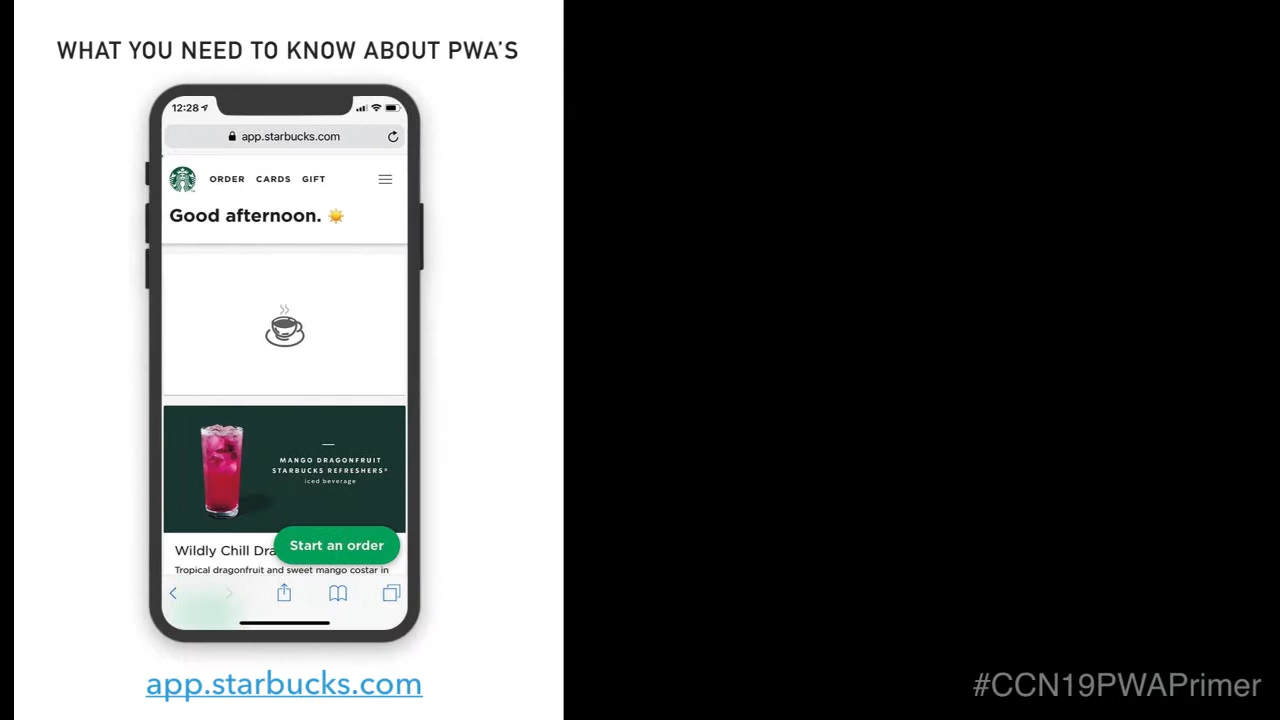 WHAT YOU NEED TO KNOW ABOUT PWA'S
12:28
app.starbucks.com
ORDER CARDS GIFT
Good afternoon.
MANGO DRAGONFRUIT
STARBUCKS REFRESHERS®
iced beverage
Wildly Chill Dra
Start an order
Tropical dragonfruit and sweet mango costar in
app.starbucks.com
#CCN19PWAPrimer